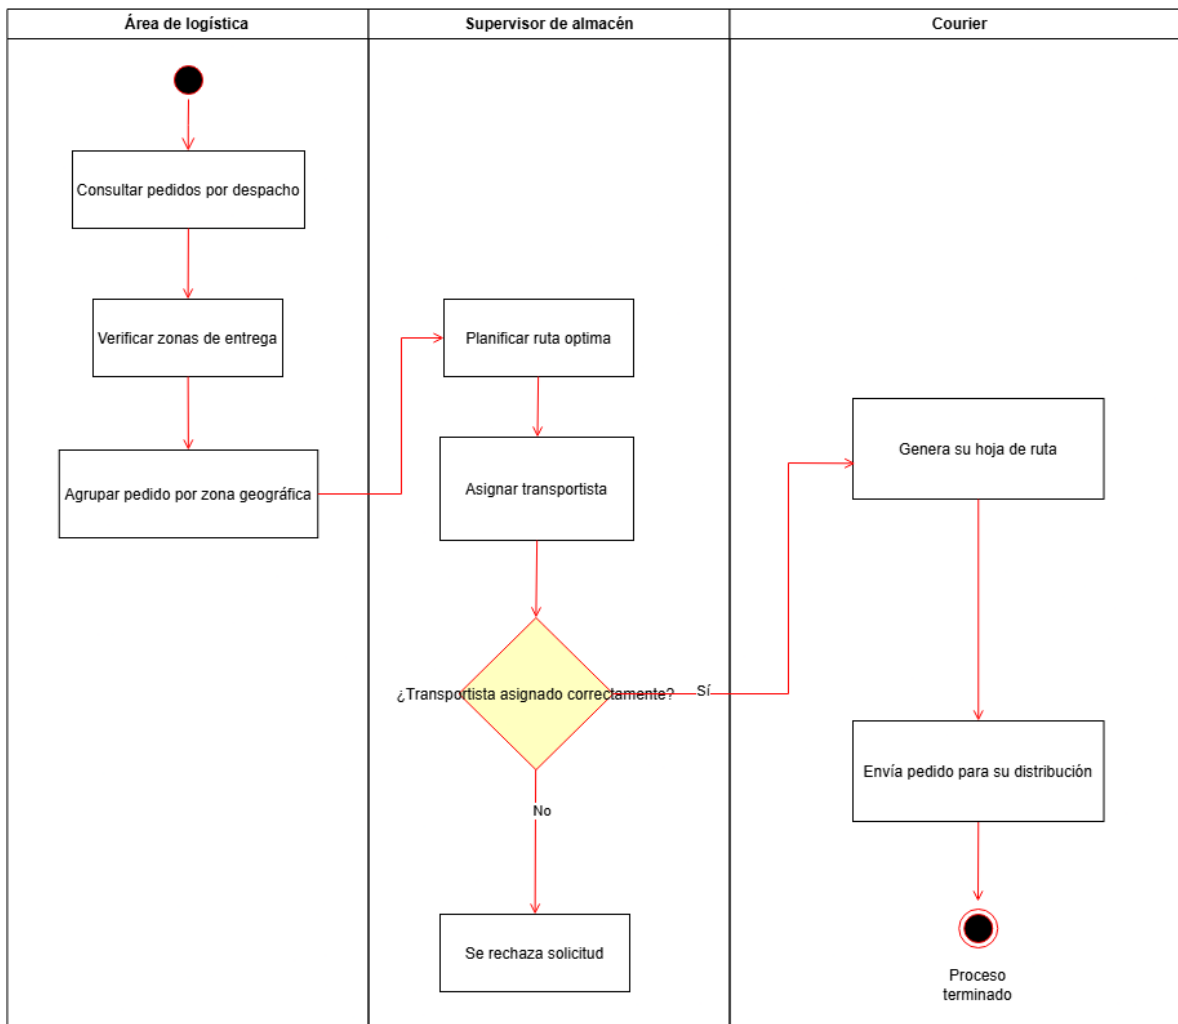 Área de logística
Supervisor de almacén
Courier
Consultar pedidos por despacho
Verificar zonas de entrega
Agrupar pedido por zona geográfica
Planificar ruta optima
Asignar transportista
¿Transportista asignado correctamente?
Sí
No
Se rechaza solicitud
Genera su hoja de ruta
Envía pedido para su distribución
Proceso
terminado